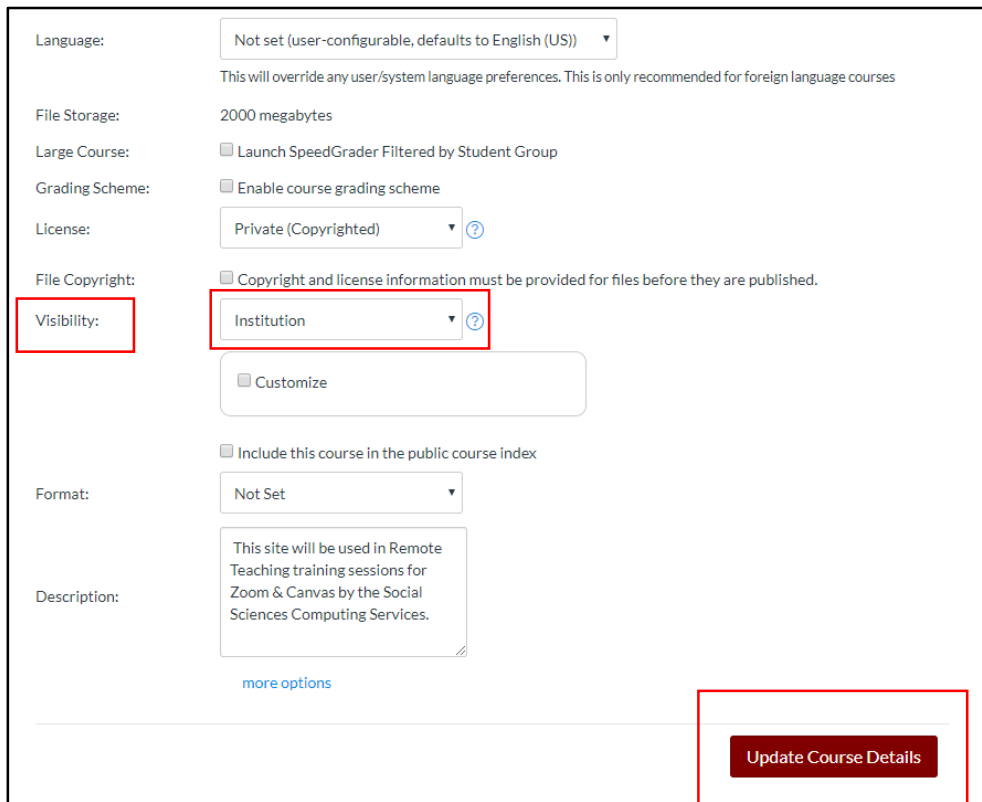 Language:
Not set (user-configurable, defaults to English (US))
This will override any user/system language preferences. This is only recommended for foreign language courses
File Storage:
2000 megabytes
Large Course:
Launch SpeedGrader Filtered by Student Group
Grading Scheme:
Enable course grading scheme
License:
Private (Copyrighted)
?
File Copyright:
Copyright and license information must be provided for files before they are published.
Visibility:
Institution
?
Customize
Include this course in the public course index
Format:
Not Set
Description:
This site will be used in Remote
Teaching training sessions for
Zoom & Canvas by the Social
Sciences Computing Services.
more options
Update Course Details